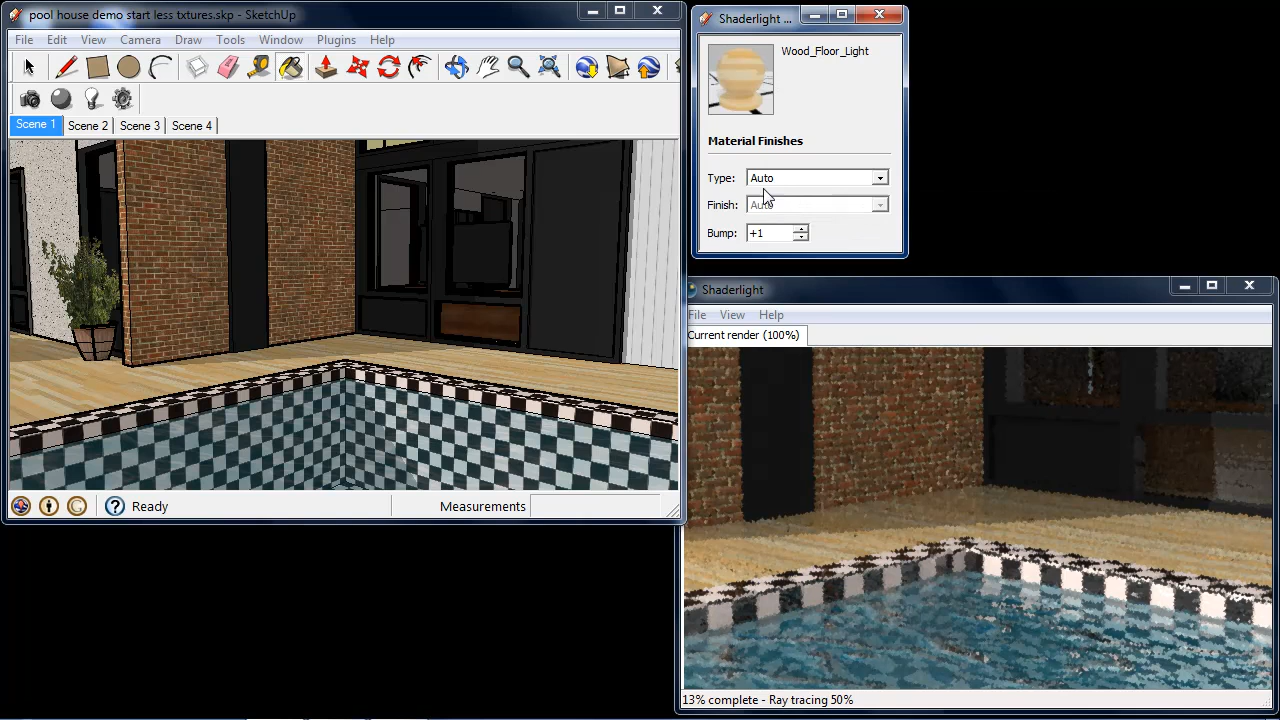 pool house demo start less txtures.skp - SketchUp
File Edit View Camera Draw Tools Window Plugins Help
Scene 1 Scene 2 Scene 3 Scene 4
Ready Measurements
Shaderlight ...
Wood_Floor_Light
Material Finishes
Type: Auto
Finish: Auto
Bump: +1
Shaderlight
File View Help
Current render (100%)
13% complete - Ray tracing 50%